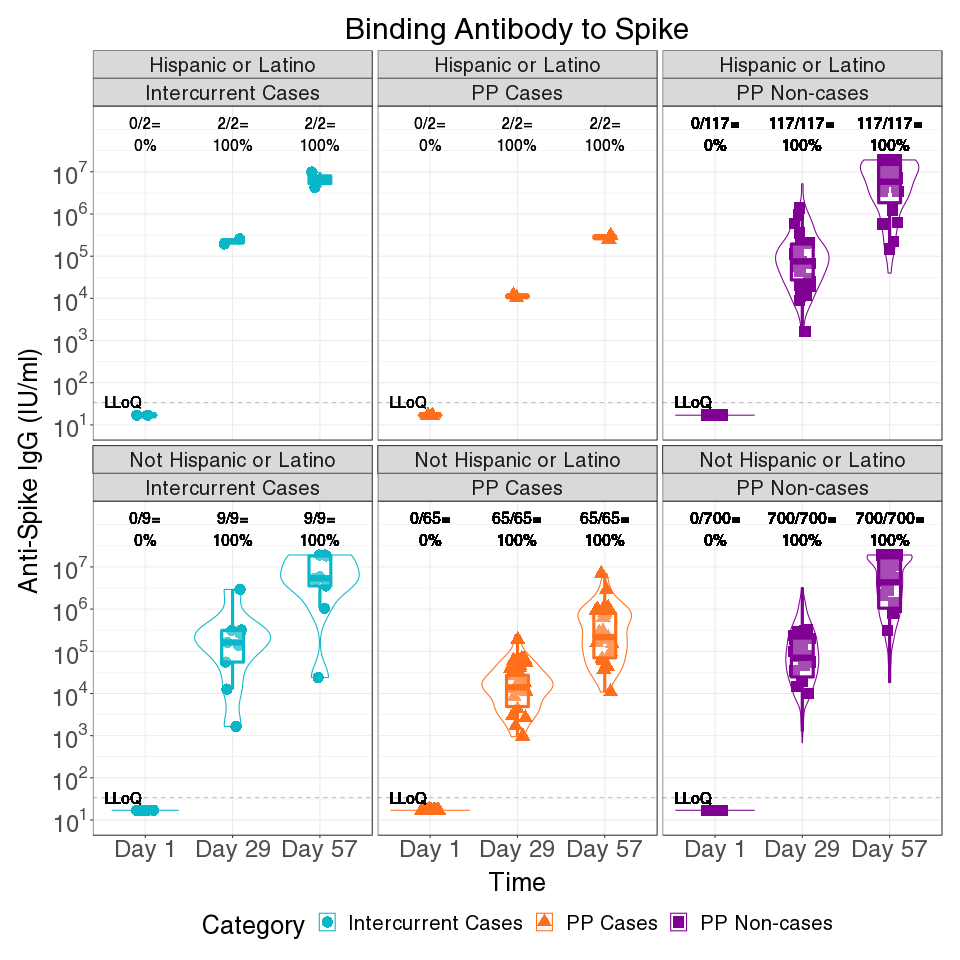 Binding Antibody to Spike
Hispanic or Latino Hispanic or Latino Hispanic or Latino
Intercurrent Cases PP Cases PP Non-cases
0/2= 2/2= 2/2= 0/2= 2/2= 2/2= 0/117= 117/117= 117/117=
0% 100% 100% 0% 100% 100% 0% 100% 100%
10^7
10^6
10^5
10^4
10^3
10^2
LLoQ LLoQ LLoQ
10^1
Anti-Spike IgG (IU/ml)
Not Hispanic or Latino Not Hispanic or Latino Not Hispanic or Latino
Intercurrent Cases PP Cases PP Non-cases
0/9= 9/9= 9/9= 0/65= 65/65= 65/65= 0/700= 700/700= 700/700=
0% 100% 100% 0% 100% 100% 0% 100% 100%
10^7
10^6
10^5
10^4
10^3
10^2
LLoQ LLoQ LLoQ
10^1
Day 1 Day 29 Day 57 Day 1 Day 29 Day 57 Day 1 Day 29 Day 57
Time
Category Intercurrent Cases PP Cases PP Non-cases